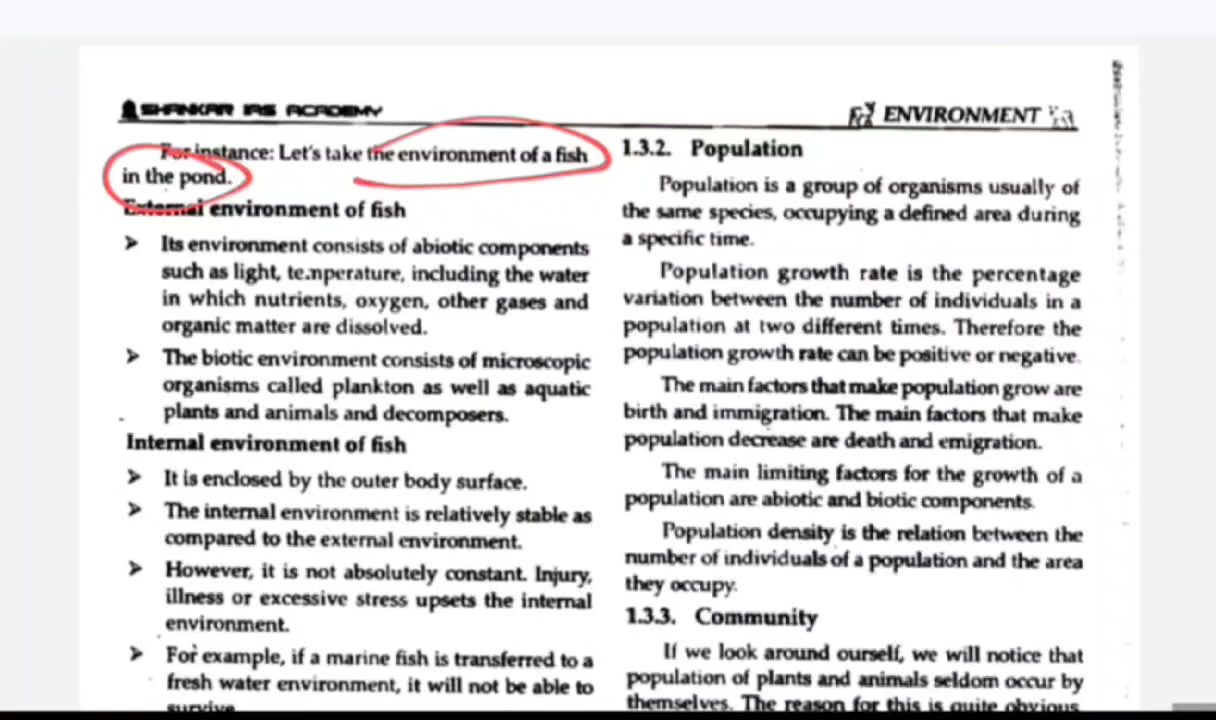 SHANKAR IAS ACADEMY
ENVIRONMENT
For instance: Let's take the environment of a fish
in the pond.
External environment of fish
➤ Its environment consists of abiotic components
such as light, temperature, including the water
in which nutrients, oxygen, other gases and
organic matter are dissolved.
➤ The biotic environment consists of microscopic
organisms called plankton as well as aquatic
plants and animals and decomposers.
Internal environment of fish
➤ It is enclosed by the outer body surface.
➤ The internal environment is relatively stable as
compared to the external environment.
➤ However, it is not absolutely constant. Injury,
illness or excessive stress upsets the internal
environment.
➤ For example, if a marine fish is transferred to a
fresh water environment, it will not be able to
survive
1.3.2. Population
Population is a group of organisms usually of
the same species, occupying a defined area during
a specific time.
Population growth rate is the percentage
variation between the number of individuals in a
population at two different times. Therefore the
population growth rate can be positive or negative.
The main factors that make population grow are
birth and immigration. The main factors that make
population decrease are death and emigration.
The main limiting factors for the growth of a
population are abiotic and biotic components.
Population density is the relation between the
number of individuals of a population and the area
they occupy.
1.3.3. Community
If we look around ourself, we will notice that
population of plants and animals seldom occur by
themselves. The reason for this is quite obvious